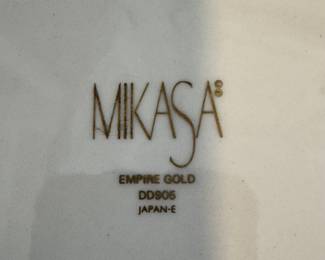 MIKASA
EMPIRE GOLD
DD905
JAPAN-E